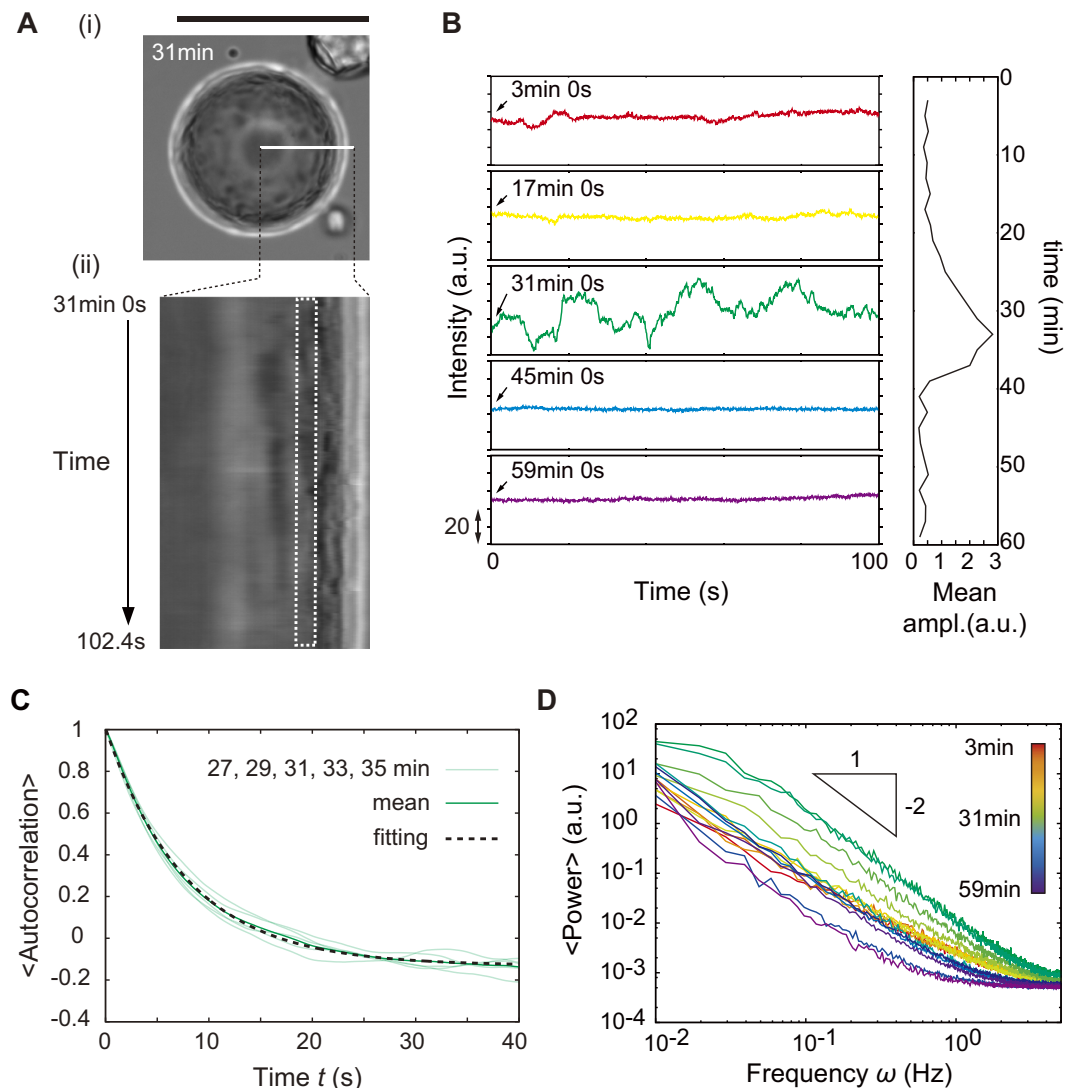 A
(i)
31min
(ii)
31min 0s
Time
102.4s
B
3min 0s
17min 0s
31min 0s
45min 0s
59min 0s
20
Intensity (a.u.)
0
100
Time (s)
0
10
20
30
40
50
60
time (min)
0 1 2 3
Mean
ampl.(a.u.)
C
1
0.8
0.6
0.4
0.2
0
-0.2
-0.4
<Autocorrelation>
27, 29, 31, 33, 35 min
mean
fitting
0 10 20 30 40
Time t (s)
D
10²
10¹
10⁰
10⁻¹
10⁻²
10⁻³
10⁻⁴
<Power> (a.u.)
1
-2
3min
31min
59min
10⁻² 10⁻¹ 10⁰
Frequency ω (Hz)